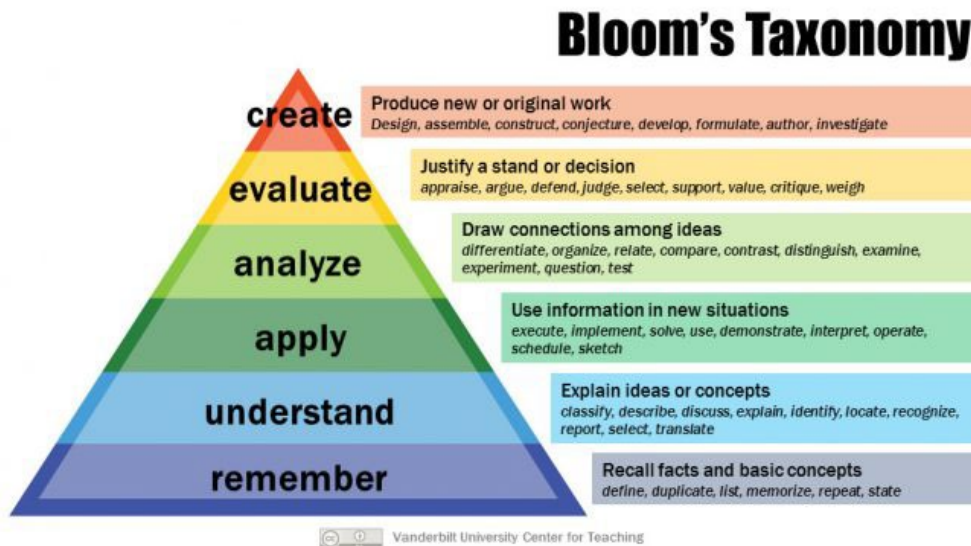 Bloom's Taxonomy
create
Produce new or original work
Design, assemble, construct, conjecture, develop, formulate, author, investigate
evaluate
Justify a stand or decision
appraise, argue, defend, judge, select, support, value, critique, weigh
analyze
Draw connections among ideas
differentiate, organize, relate, compare, contrast, distinguish, examine,
experiment, question, test
apply
Use information in new situations
execute, implement, solve, use, demonstrate, interpret, operate,
schedule, sketch
understand
Explain ideas or concepts
classify, describe, discuss, explain, identify, locate, recognize,
report, select, translate
remember
Recall facts and basic concepts
define, duplicate, list, memorize, repeat, state
cc Vanderbilt University Center for Teaching